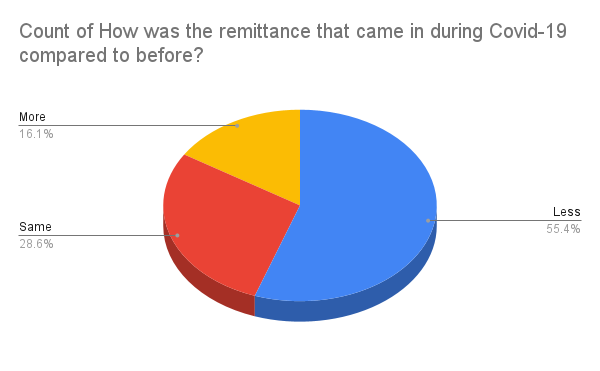 Count of How was the remittance that came in during Covid-19
compared to before?
More
16.1%
Less
55.4%
Same
28.6%